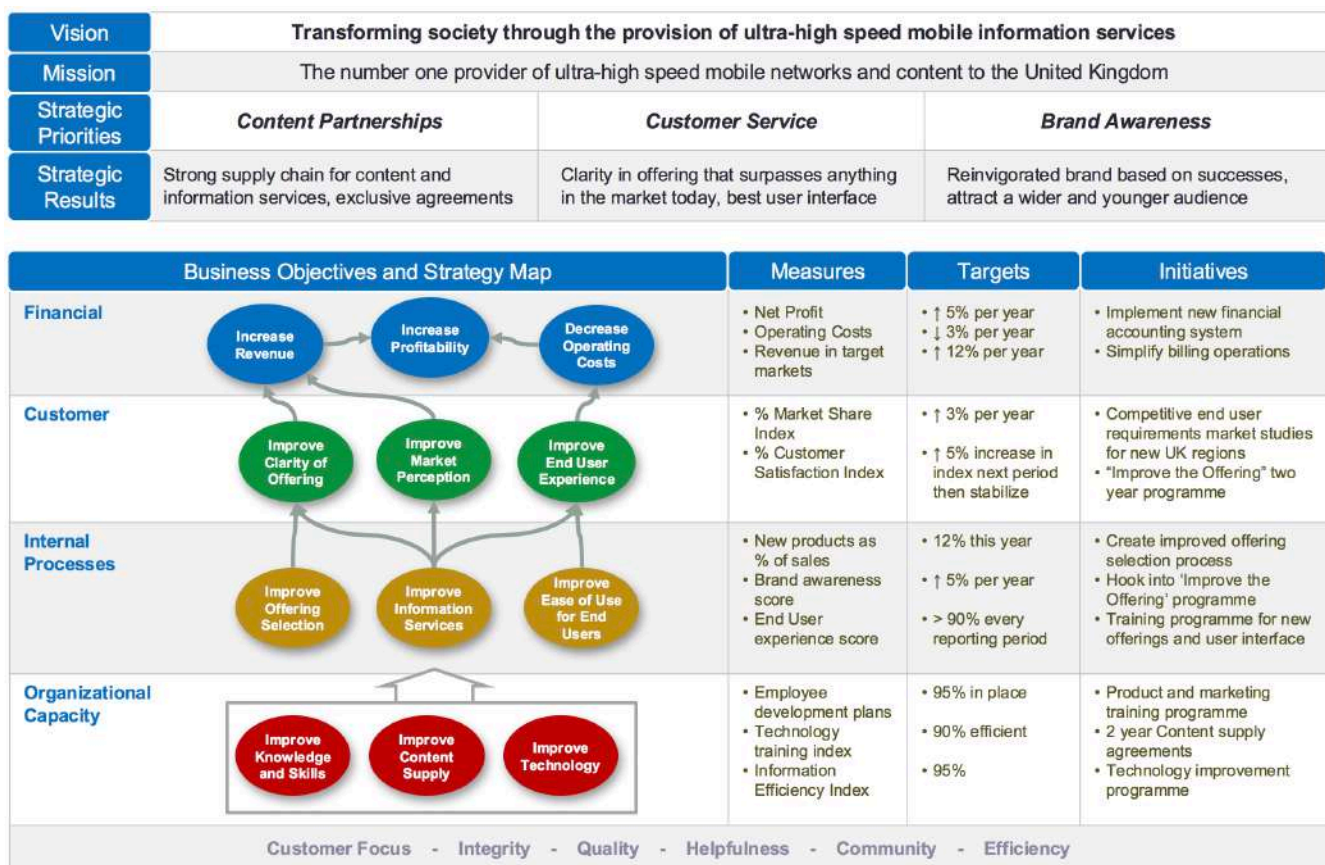 Vision
Transforming society through the provision of ultra-high speed mobile information services
Mission
The number one provider of ultra-high speed mobile networks and content to the United Kingdom
Strategic
Priorities
Content Partnerships
Customer Service
Brand Awareness
Strategic
Results
Strong supply chain for content and
information services, exclusive agreements
Clarity in offering that surpasses anything
in the market today, best user interface
Reinvigorated brand based on successes,
attract a wider and younger audience
Business Objectives and Strategy Map
Measures
Targets
Initiatives
Financial
Increase
Revenue
Increase
Profitability
Decrease
Operating
Costs
• Net Profit
• Operating Costs
• Revenue in target
markets
• ↑ 5% per year
• ↓ 3% per year
• ↑ 12% per year
• Implement new financial
accounting system
• Simplify billing operations
Customer
Improve
Clarity of
Offering
Improve
Market
Perception
Improve
End User
Experience
• % Market Share
Index
• % Customer
Satisfaction Index
• ↑ 3% per year
• ↑ 5% increase in
index next period
then stabilize
• Competitive end user
requirements market studies
for new UK regions
• “Improve the Offering” two
year programme
Internal
Processes
Improve
Offering
Selection
Improve
Information
Services
Improve
Ease of Use
for End
Users
• New products as
% of sales
• Brand awareness
score
• End User
experience score
• 12% this year
• ↑ 5% per year
• > 90% every
reporting period
• Create improved offering
selection process
• Hook into ‘Improve the
Offering’ programme
• Training programme for new
offerings and user interface
Organizational
Capacity
Improve
Knowledge
and Skills
Improve
Content
Supply
Improve
Technology
• Employee
development plans
• Technology
training index
• Information
Efficiency Index
• 95% in place
• 90% efficient
• 95%
• Product and marketing
training programme
• 2 year Content supply
agreements
• Technology improvement
programme
Customer Focus - Integrity - Quality - Helpfulness - Community - Efficiency